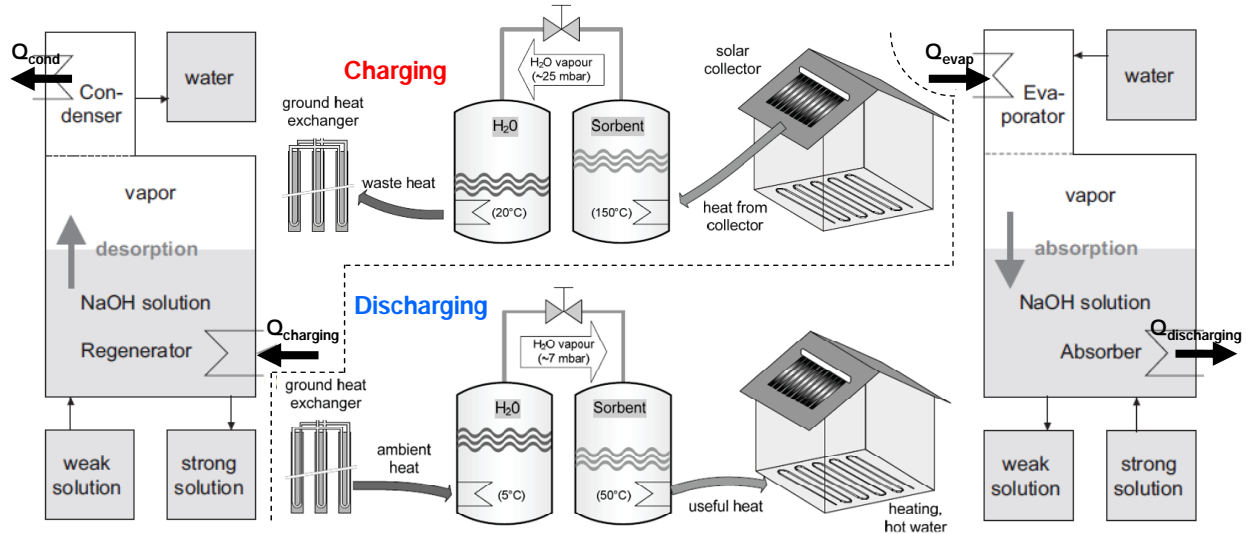 Q_cond
Con-
denser
water
vapor
desorption
NaOH solution
Q_charging
Regenerator
weak
solution
strong
solution
Charging
H₂O vapour
(~25 mbar)
ground heat
exchanger
waste heat
H₂0
(20°C)
Sorbent
(150°C)
solar
collector
heat from
collector
Discharging
H₂O vapour
(~7 mbar)
ground heat
exchanger
ambient
heat
H₂O
(5°C)
Sorbent
(50°C)
useful heat
heating,
hot water
Q_evap
Eva-
porator
water
vapor
absorption
NaOH solution
Absorber
Q_discharging
weak
solution
strong
solution